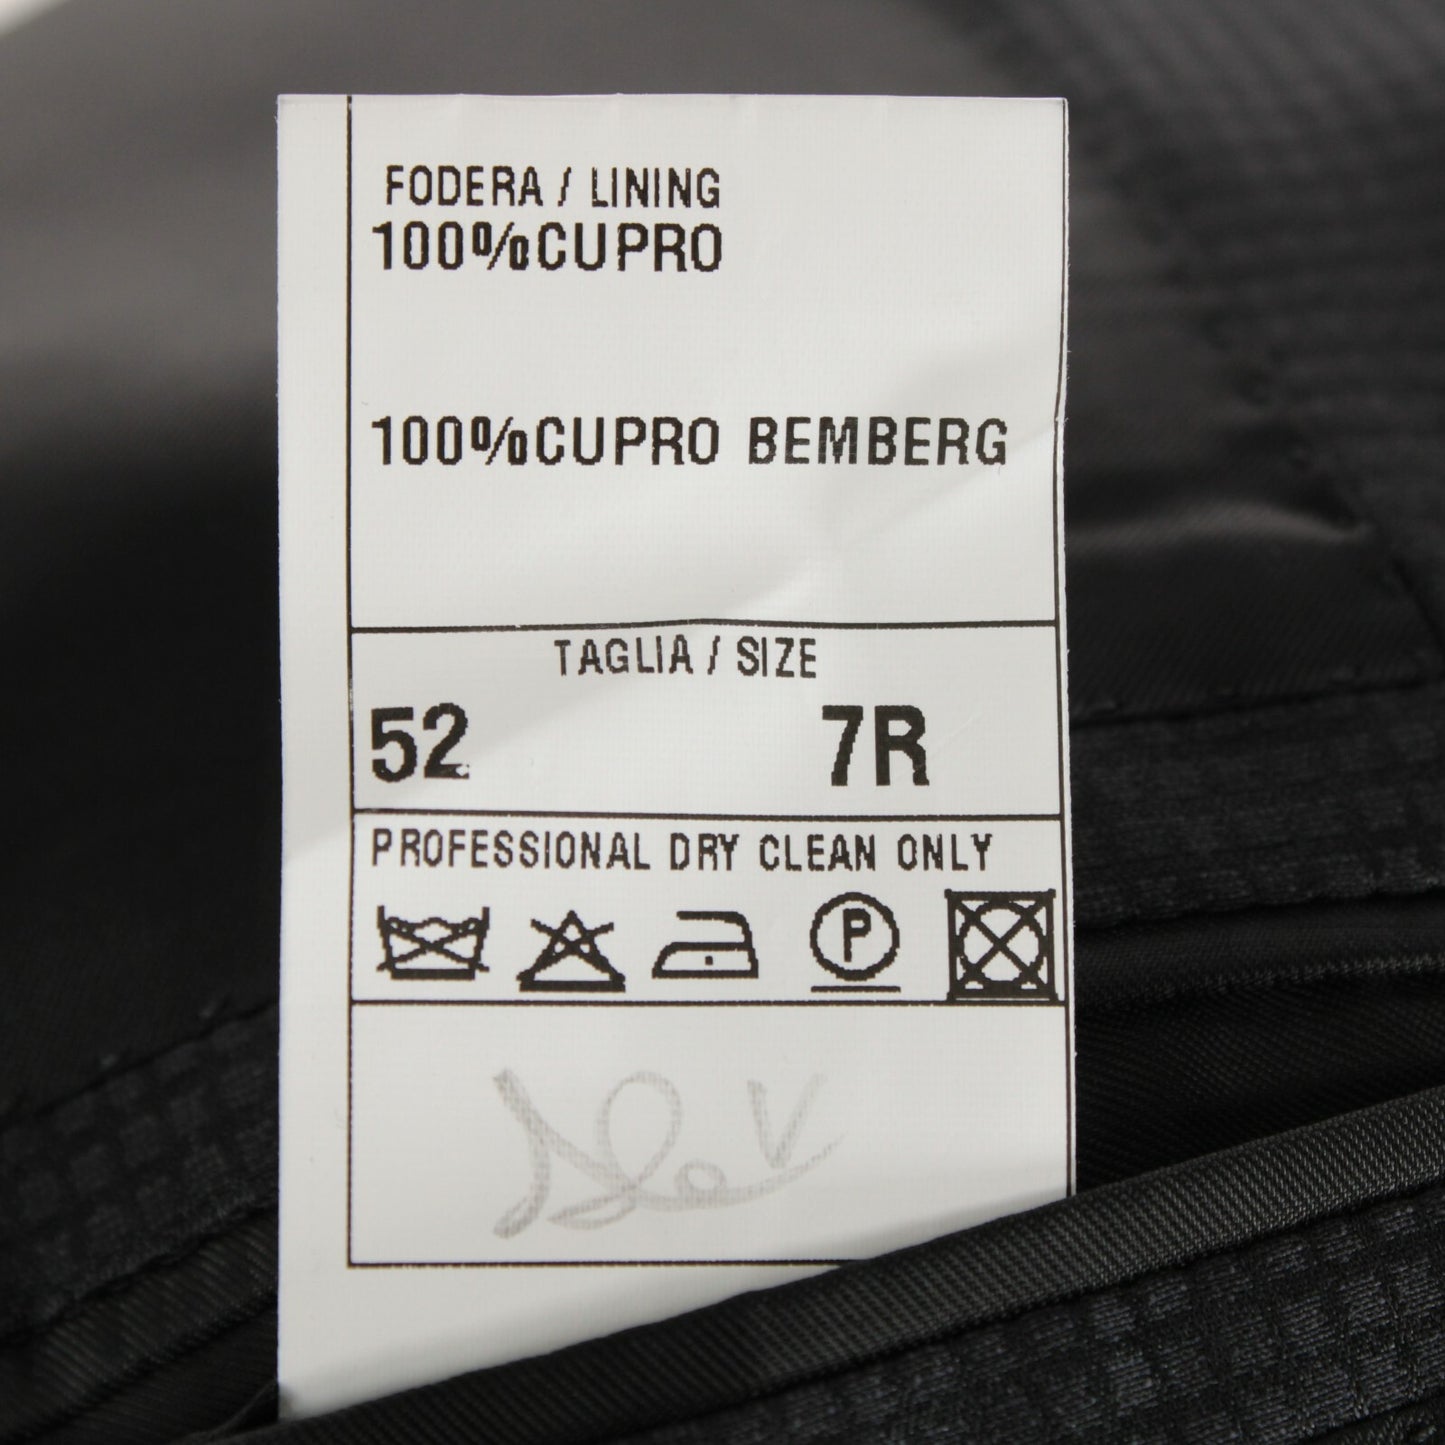 FODERA / LINING
100%CUPRO
100%CUPRO BEMBERG
TAGLIA / SIZE
52 7R
PROFESSIONAL DRY CLEAN ONLY
P